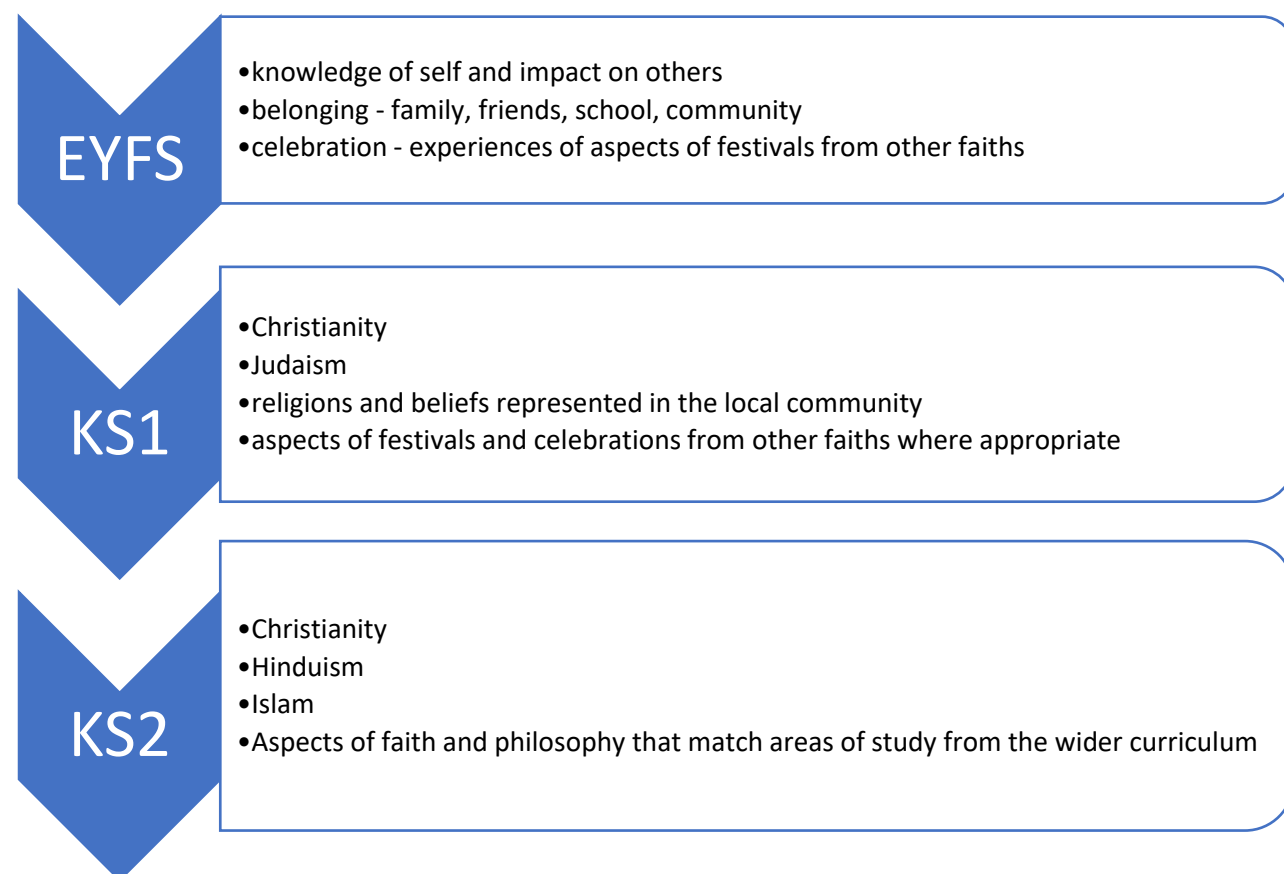 EYFS
•knowledge of self and impact on others
•belonging - family, friends, school, community
•celebration - experiences of aspects of festivals from other faiths
KS1
•Christianity
•Judaism
•religions and beliefs represented in the local community
•aspects of festivals and celebrations from other faiths where appropriate
KS2
•Christianity
•Hinduism
•Islam
•Aspects of faith and philosophy that match areas of study from the wider curriculum